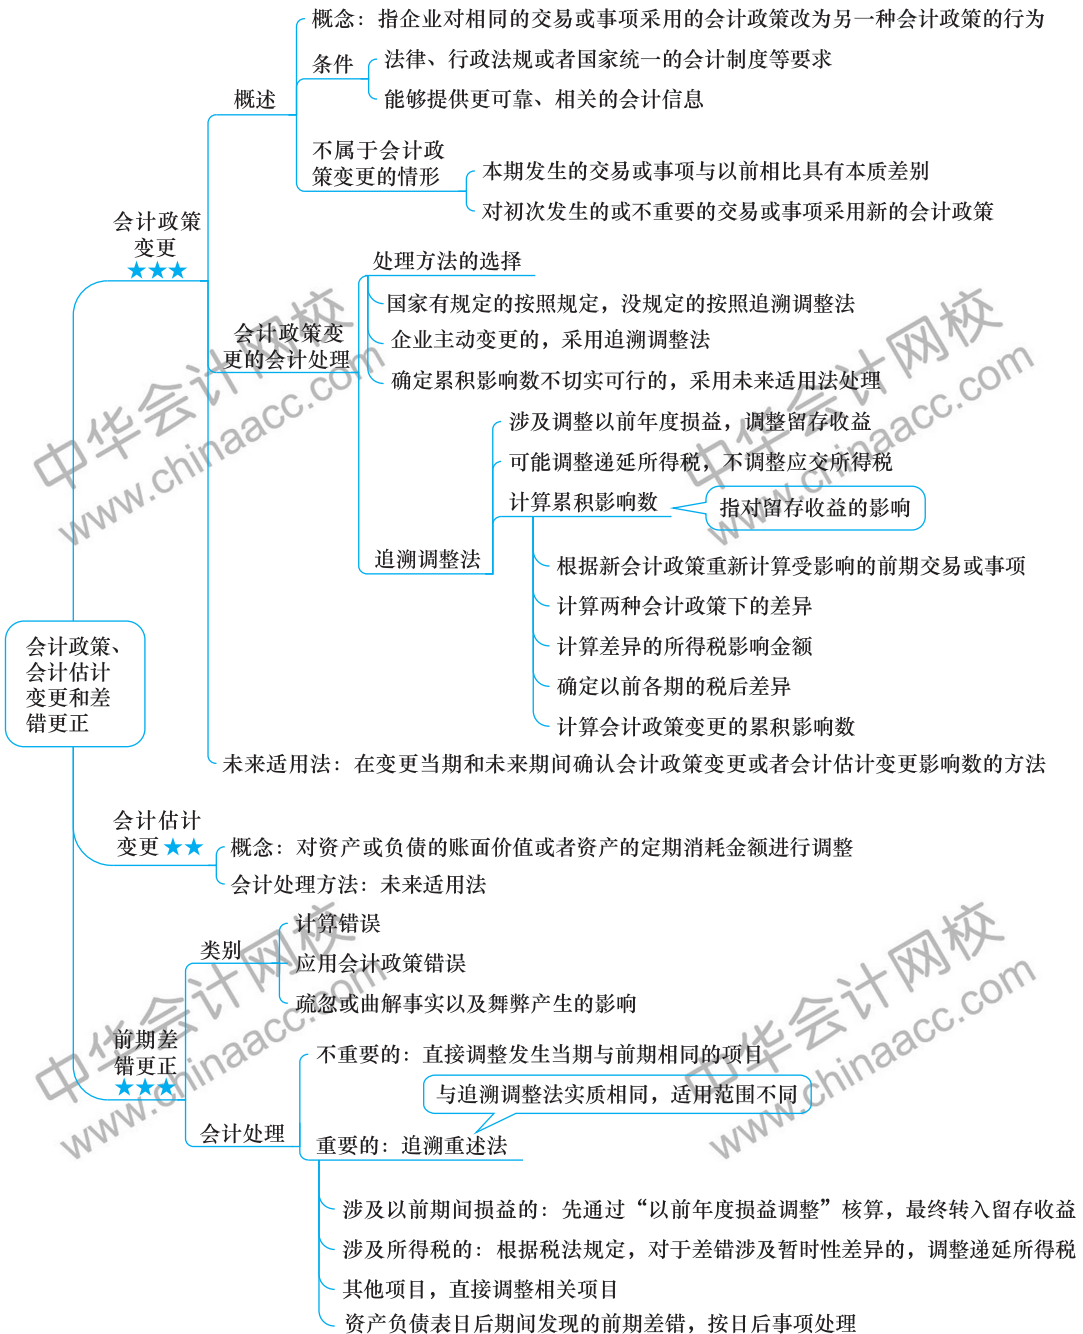 概念：指企业对相同的交易或事项采用的会计政策改为另一种会计政策的行为
条件
法律、行政法规或者国家统一的会计制度等要求
能够提供更可靠、相关的会计信息
概述
不属于会计政
策变更的情形
本期发生的交易或事项与以前相比具有本质差别
对初次发生的或不重要的交易或事项采用新的会计政策
会计政策
变更
★★★
处理方法的选择
国家有规定的按照规定，没规定的按照追溯调整法
企业主动变更的，采用追溯调整法
确定累积影响数不切实可行的，采用未来适用法处理
会计政策变
更的会计处理
涉及调整以前年度损益，调整留存收益
可能调整递延所得税，不调整应交所得税
计算累积影响数
指对留存收益的影响
追溯调整法
根据新会计政策重新计算受影响的前期交易或事项
计算两种会计政策下的差异
计算差异的所得税影响金额
确定以前各期的税后差异
计算会计政策变更的累积影响数
会计政策、
会计估计
变更和差
错更正
未来适用法：在变更当期和未来期间确认会计政策变更或者会计估计变更影响数的方法
会计估计
变更★★
概念：对资产或负债的账面价值或者资产的定期消耗金额进行调整
会计处理方法：未来适用法
类别
计算错误
应用会计政策错误
疏忽或曲解事实以及舞弊产生的影响
前期差
错更正
★★★
不重要的：直接调整发生当期与前期相同的项目
与追溯调整法实质相同，适用范围不同
会计处理
重要的：追溯重述法
涉及以前期间损益的：先通过“以前年度损益调整”核算，最终转入留存收益
涉及所得税的：根据税法规定，对于差错涉及暂时性差异的，调整递延所得税
其他项目，直接调整相关项目
资产负债表日后期间发现的前期差错，按日后事项处理
中华会计网校
www.chinaacc.com
中华会计网校
www.chinaacc.com
中华会计网校
www.chinaacc.com
中华会计网校
www.chinaacc.com